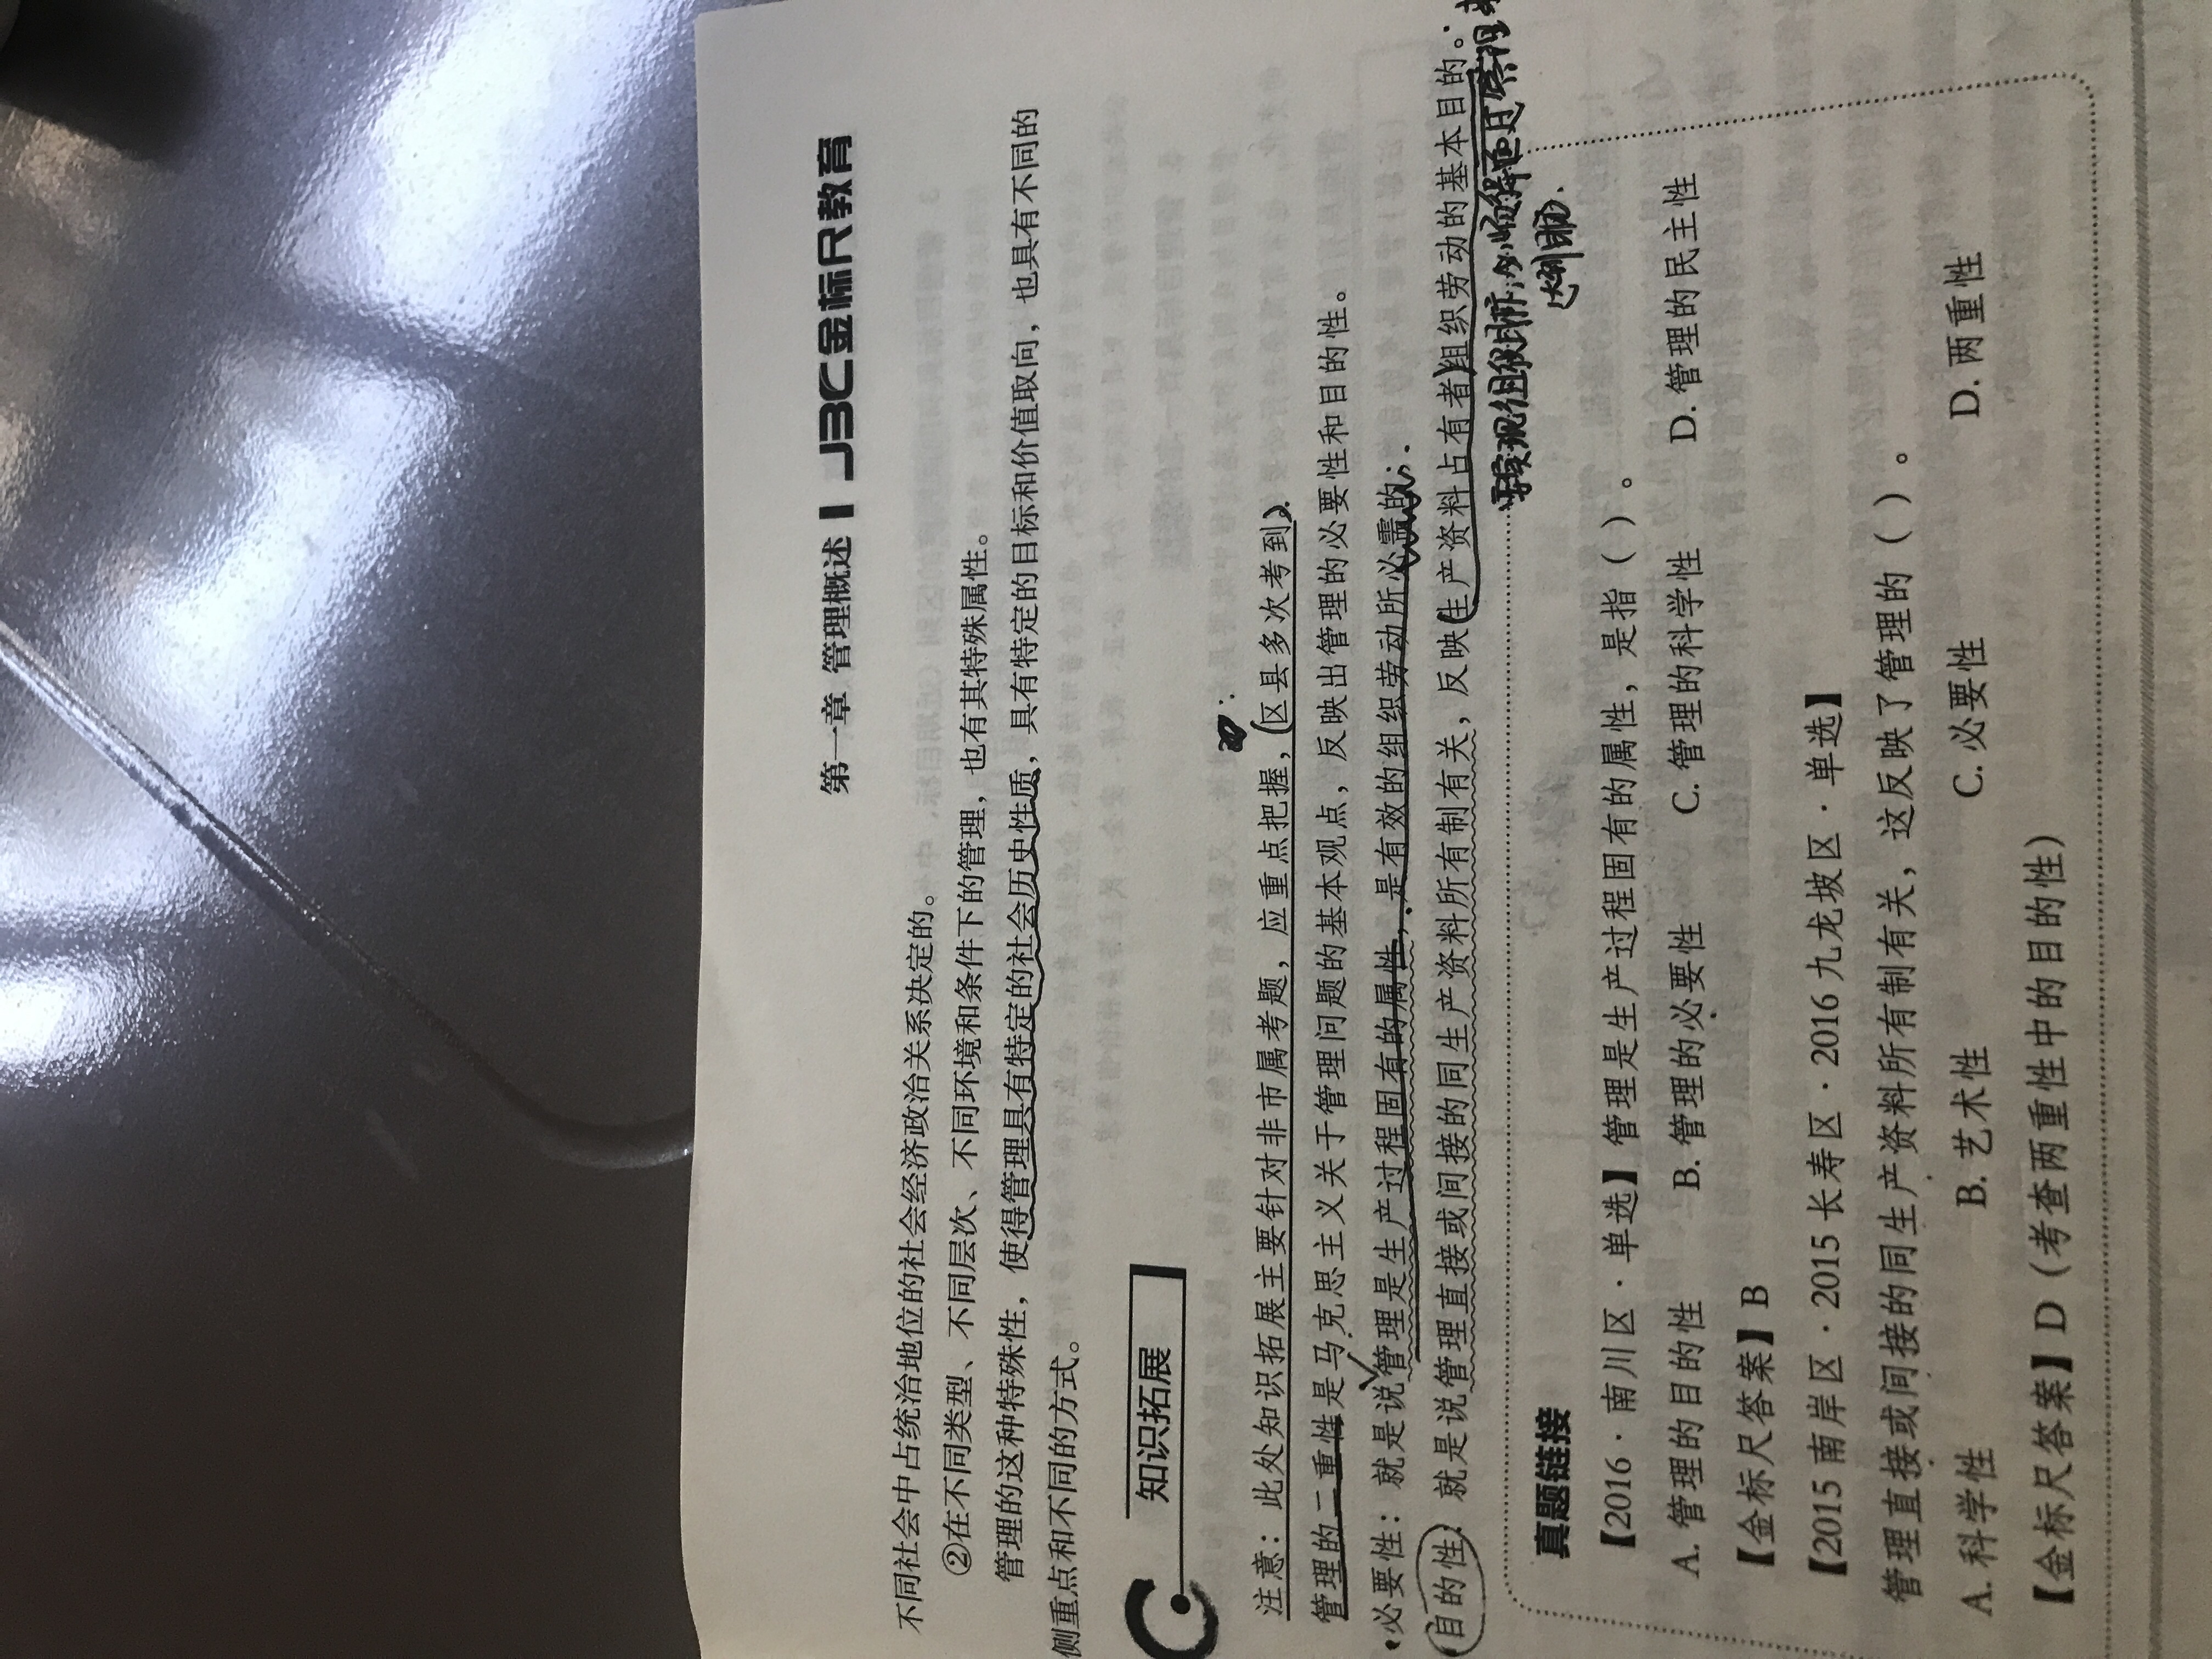 第一章 管理概述 JBC金标尺教育
不同社会中占统治地位的社会经济政治关系决定的。
②在不同类型、不同层次、不同环境和条件下的管理，也有其特殊属性。
管理的这种特殊性，使得管理具有特定的社会历史性质，具有特定的目标和价值取向，也具有不同的
侧重点和不同的方式。
知识拓展
注意：此处知识拓展主要针对非市属考题，应重点把握，（区县多次考到）
管理的二重性是马克思主义关于管理问题的基本观点，反映出管理的必要性和目的性。
必要性：就是说管理是生产过程固有的属性，是有效的组织劳动所必需的；
目的性：就是说管理直接或间接的同生产资料所有制有关，反映生产资料占有者组织劳动的基本目的。
真题链接
【2016·南川区·单选】管理是生产过程固有的属性，是指（ ）。
A. 管理的目的性 B. 管理的必要性 C. 管理的科学性 D. 管理的民主性
【金标尺答案】B
【2015南岸区·2015长寿区·2016九龙坡区·单选】
管理直接或间接的同生产资料所有制有关，这反映了管理的（ ）。
A. 科学性 B. 艺术性 C. 必要性 D. 两重性
【金标尺答案】D（考查两重性中的目的性）